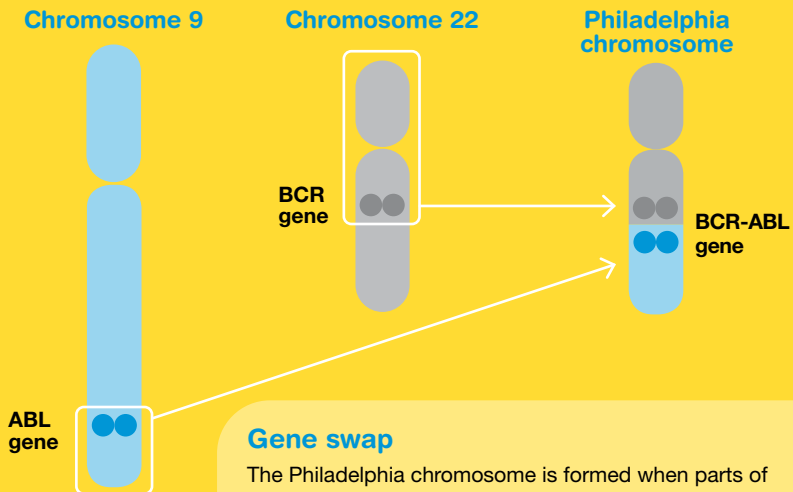 Chromosome 9
Chromosome 22
Philadelphia
chromosome
BCR
gene
BCR-ABL
gene
ABL
gene
Gene swap
The Philadelphia chromosome is formed when parts of